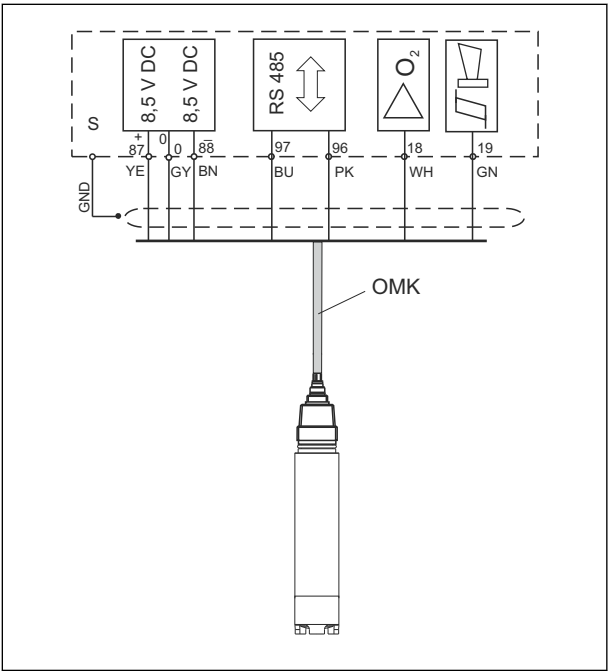 8,5 V DC
8,5 V DC
RS 485
O2
S
+ 0 –
87 0 88 97 96 18 19
YE GY BN BU PK WH GN
GND
OMK